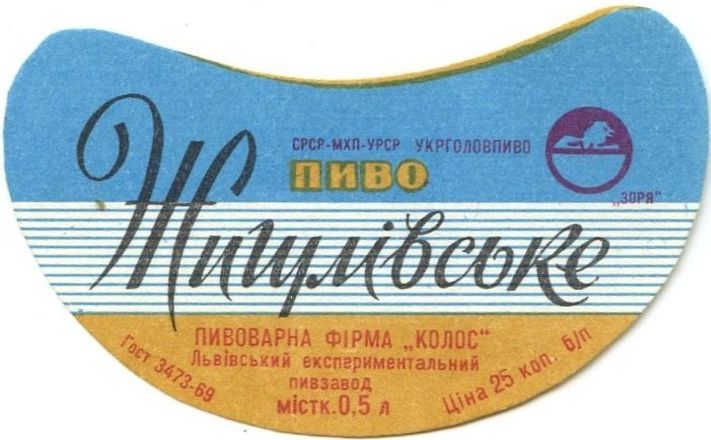 СРСР-МХП-УРСР УКРГОЛОВПИВО
ПИВО
„ЗОРЯ“
Жигулівське
ПИВОВАРНА ФІРМА „КОЛОС“
Львівський експериментальний
пивзавод
містк. 0,5 л
Гост 3473-69
Ціна 25 коп. б/п